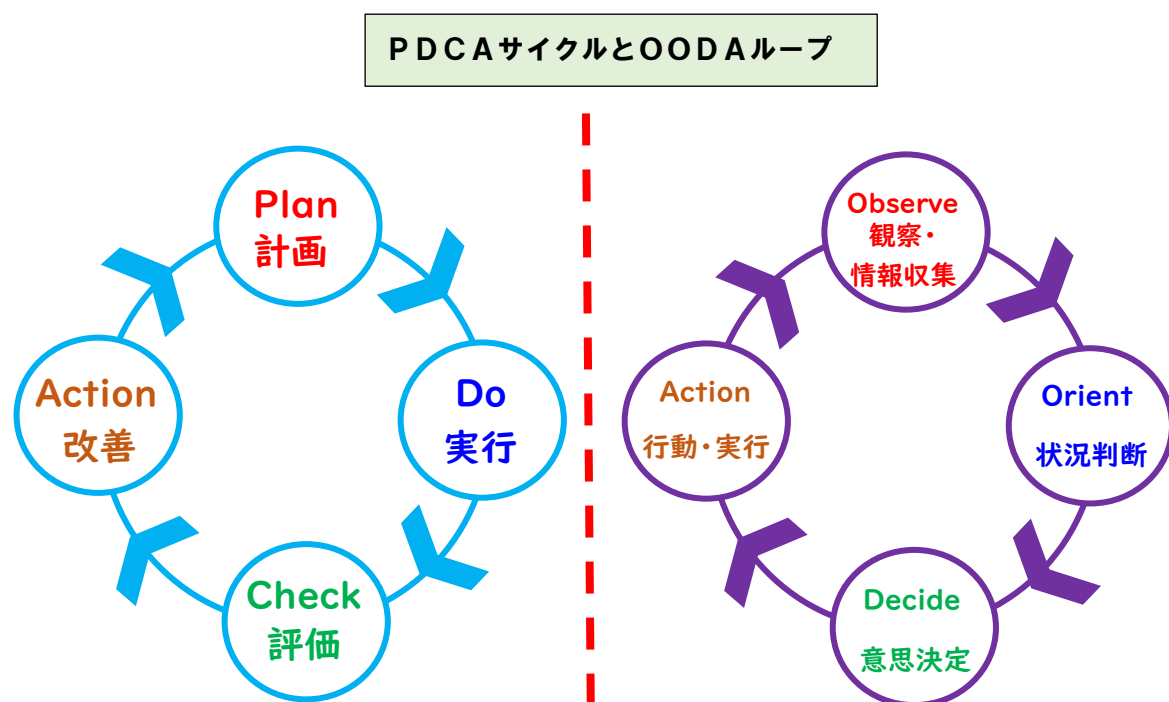 PDCAサイクルとOODAループ
Plan
計画
Do
実行
Check
評価
Action
改善
Observe
観察・
情報収集
Orient
状況判断
Decide
意思決定
Action
行動・実行